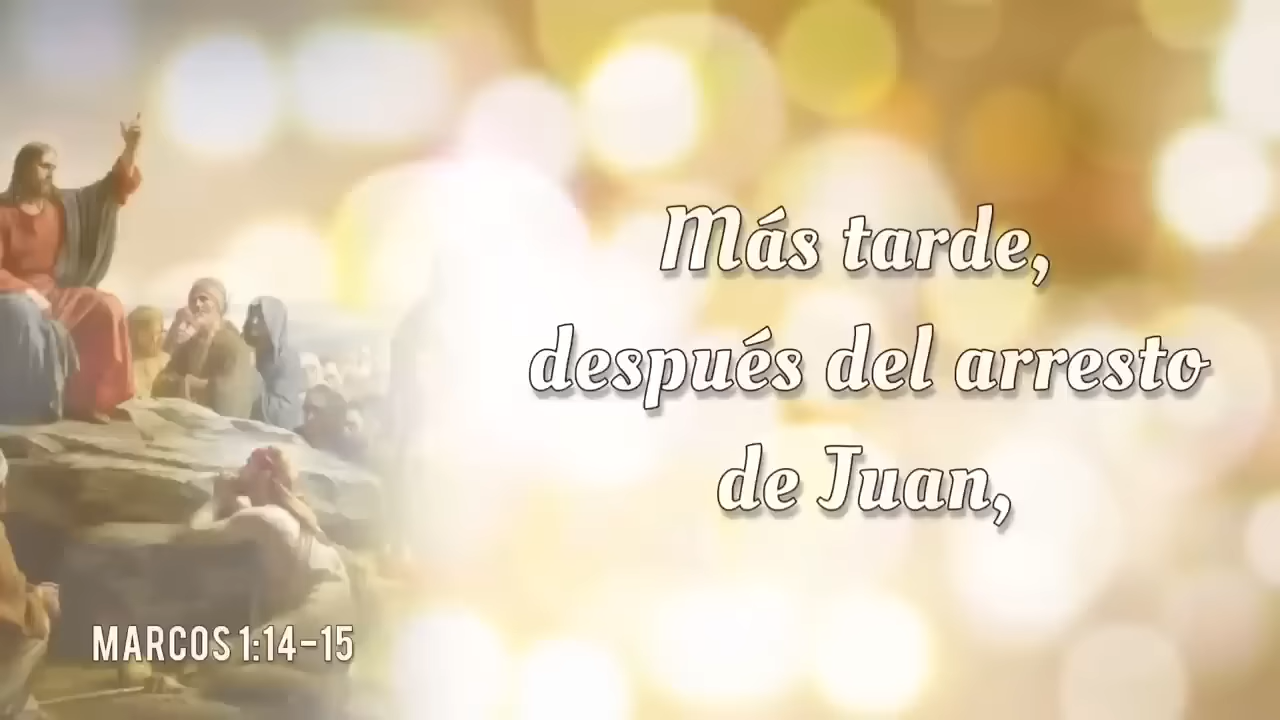 Más tarde,
después del arresto
de Juan,
MARCOS 1:14-15